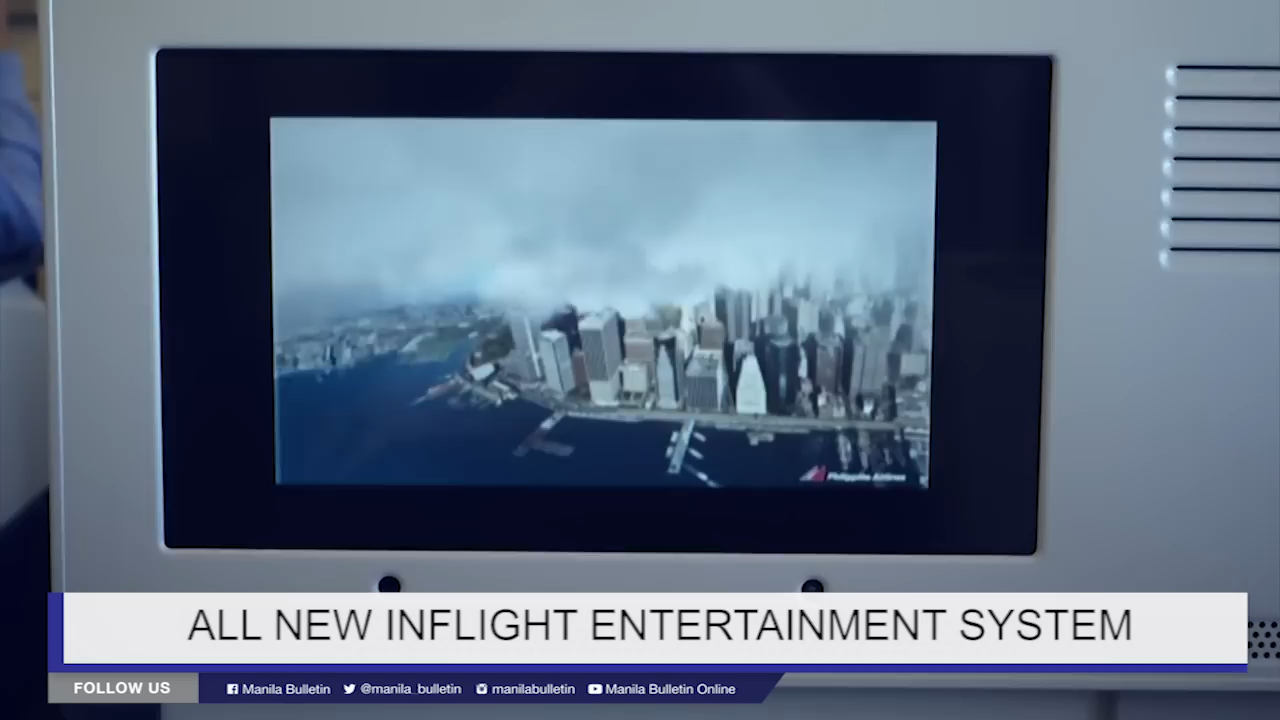 Philippine Airlines
ALL NEW INFLIGHT ENTERTAINMENT SYSTEM
FOLLOW US
Manila Bulletin
@manila_bulletin
manilabulletin
Manila Bulletin Online